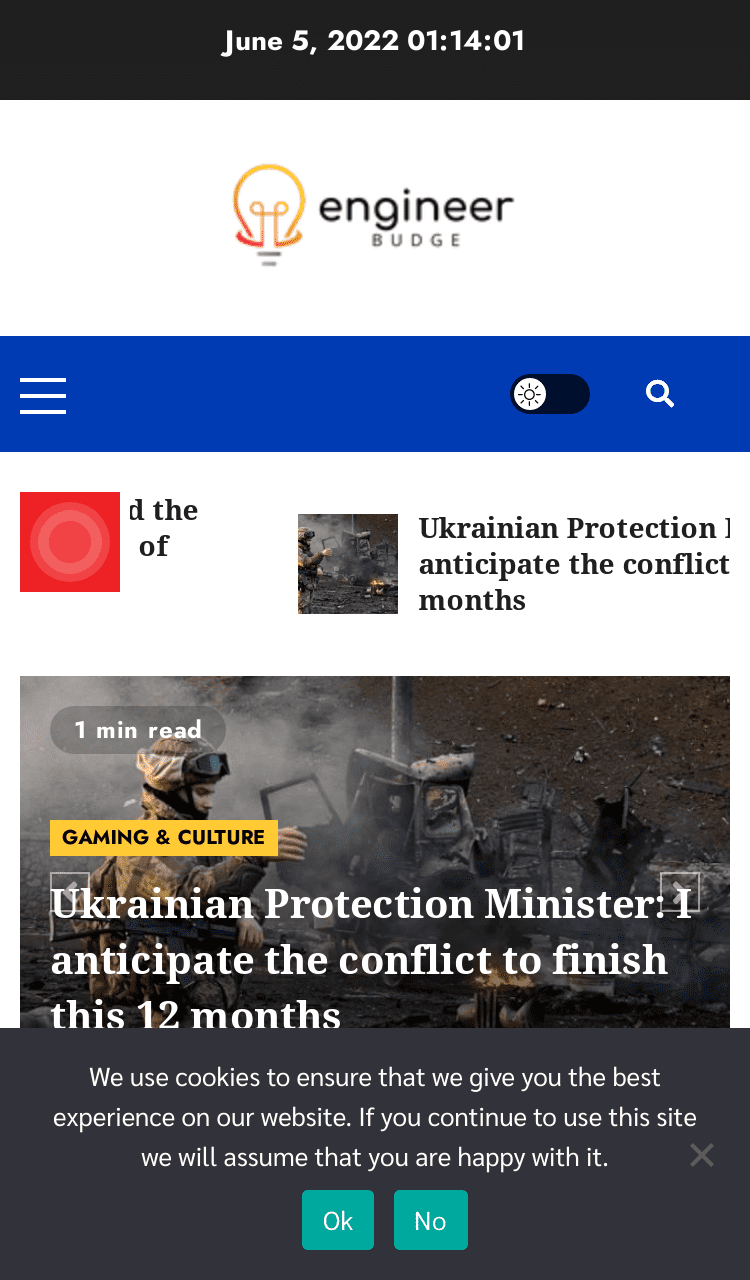 June 5, 2022 01:14:01
engineer
BUDGE
d the
of
Ukrainian Protection
anticipate the conflict
months
1 min read
GAMING & CULTURE
Ukrainian Protection Minister: I
anticipate the conflict to finish
this 12 months
We use cookies to ensure that we give you the best
experience on our website. If you continue to use this site
we will assume that you are happy with it.
Ok
No